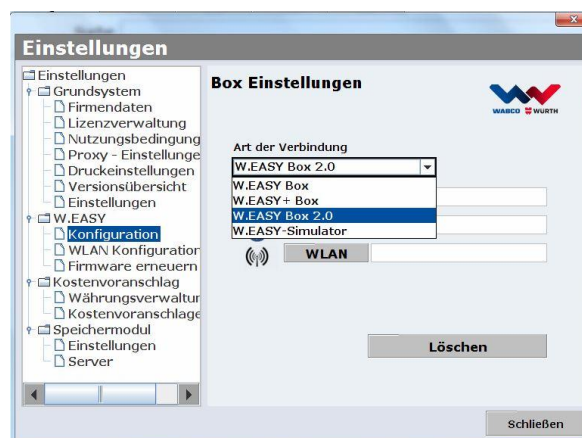 Einstellungen
Einstellungen
Grundsystem
Firmendaten
Lizenzverwaltung
Nutzungsbedingung
Proxy - Einstellunge
Druckeinstellungen
Versionsübersicht
Einstellungen
W.EASY
Konfiguration
WLAN Konfiguration
Firmware erneuern
Kostenvoranschlag
Währungsverwaltur
Kostenvoranschlage
Speichermodul
Einstellungen
Server
Box Einstellungen
WABCO WÜRTH
Art der Verbindung
W.EASY Box 2.0
W.EASY Box
W.EASY+ Box
W.EASY Box 2.0
W.EASY-Simulator
WLAN
Löschen
Schließen